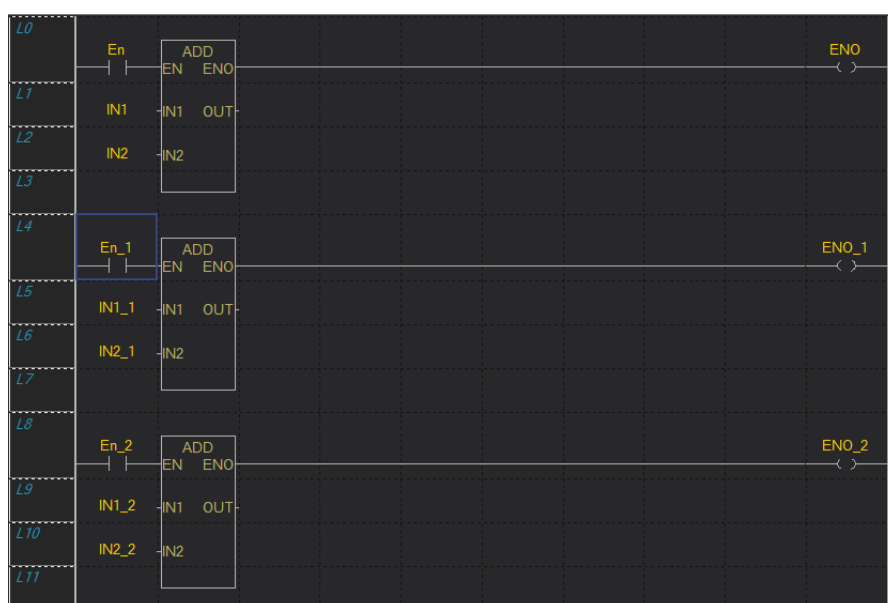 L0
En ADD ENO
EN ENO
L1
IN1 IN1 OUT
L2
IN2 IN2
L3
L4
En_1 ADD ENO_1
EN ENO
L5
IN1_1 IN1 OUT
L6
IN2_1 IN2
L7
L8
En_2 ADD ENO_2
EN ENO
L9
IN1_2 IN1 OUT
L10
IN2_2 IN2
L11